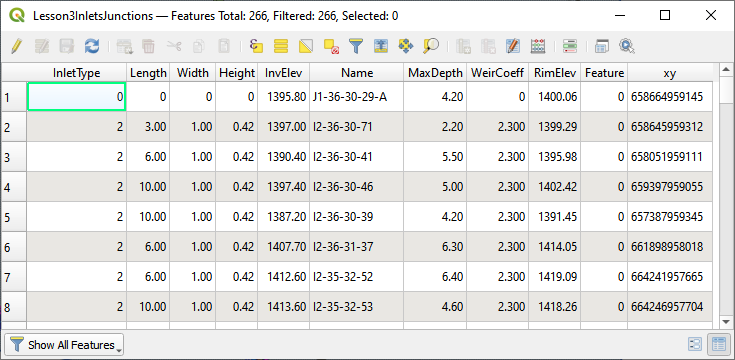 Lesson3InletsJunctions — Features Total: 266, Filtered: 266, Selected: 0
InletType Length Width Height InvElev Name MaxDepth WeirCoeff RimElev Feature xy
1 0 0 0 0 1395.80 J1-36-30-29-A 4.20 0 1400.06 0 658664959145
2 2 3.00 1.00 0.42 1397.00 I2-36-30-71 2.20 2.300 1399.29 0 658645959312
3 2 6.00 1.00 0.42 1390.40 I2-36-30-41 5.50 2.300 1395.98 0 658051959111
4 2 10.00 1.00 0.42 1397.40 I2-36-30-46 5.00 2.300 1402.42 0 659397959055
5 2 10.00 1.00 0.42 1387.20 I2-36-30-39 4.20 2.300 1391.45 0 657387959345
6 2 6.00 1.00 0.42 1407.70 I2-36-31-37 6.30 2.300 1414.05 0 661898958018
7 2 6.00 1.00 0.42 1412.60 I2-35-32-52 6.40 2.300 1419.09 0 664241957665
8 2 10.00 1.00 0.42 1413.60 I2-35-32-53 4.60 2.300 1418.26 0 664246957704
Show All Features